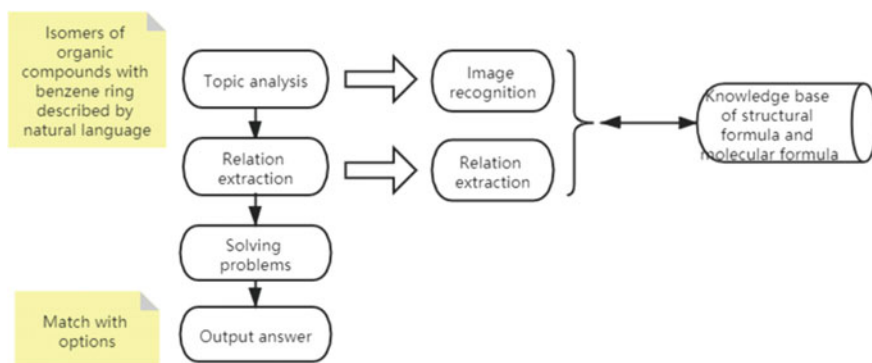 Isomers of
organic
compounds with
benzene ring
described by
natural language
Topic analysis
Image
recognition
Knowledge base
of structural
formula and
molecular formula
Relation
extraction
Relation
extraction
Solving
problems
Match with
options
Output answer